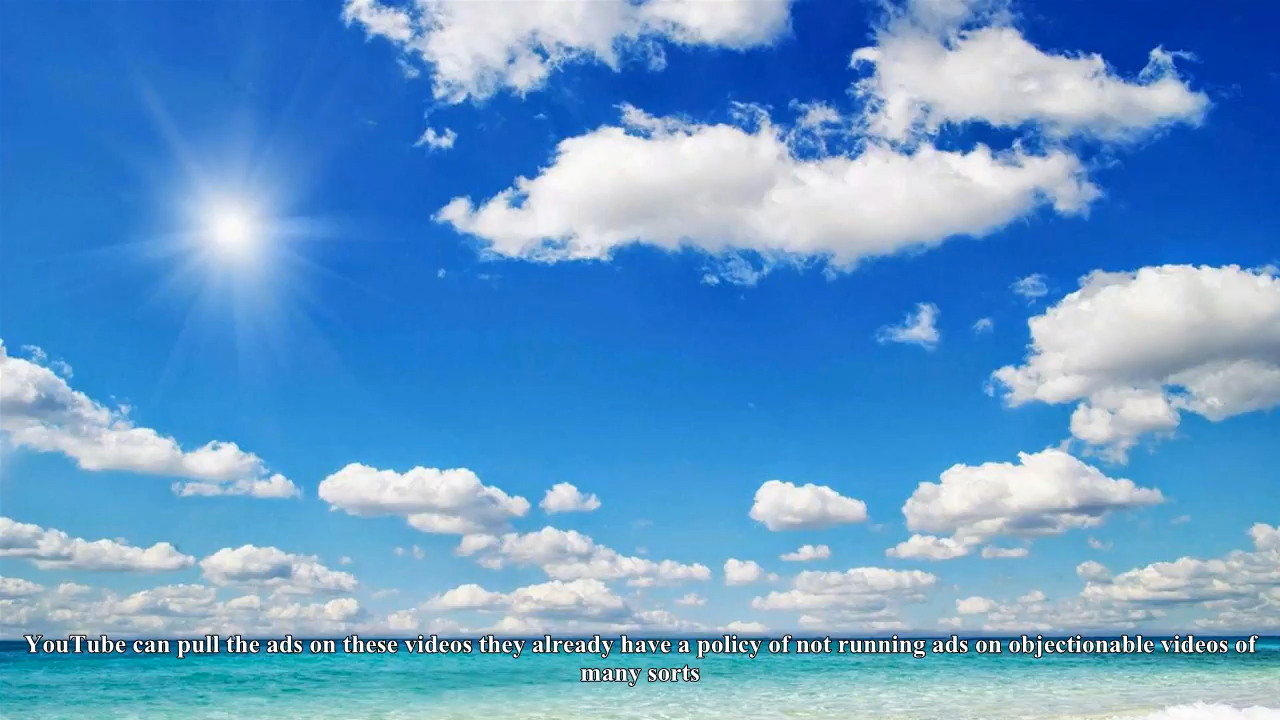 YouTube can pull the ads on these videos they already have a policy of not running ads on objectionable videos of
many sorts